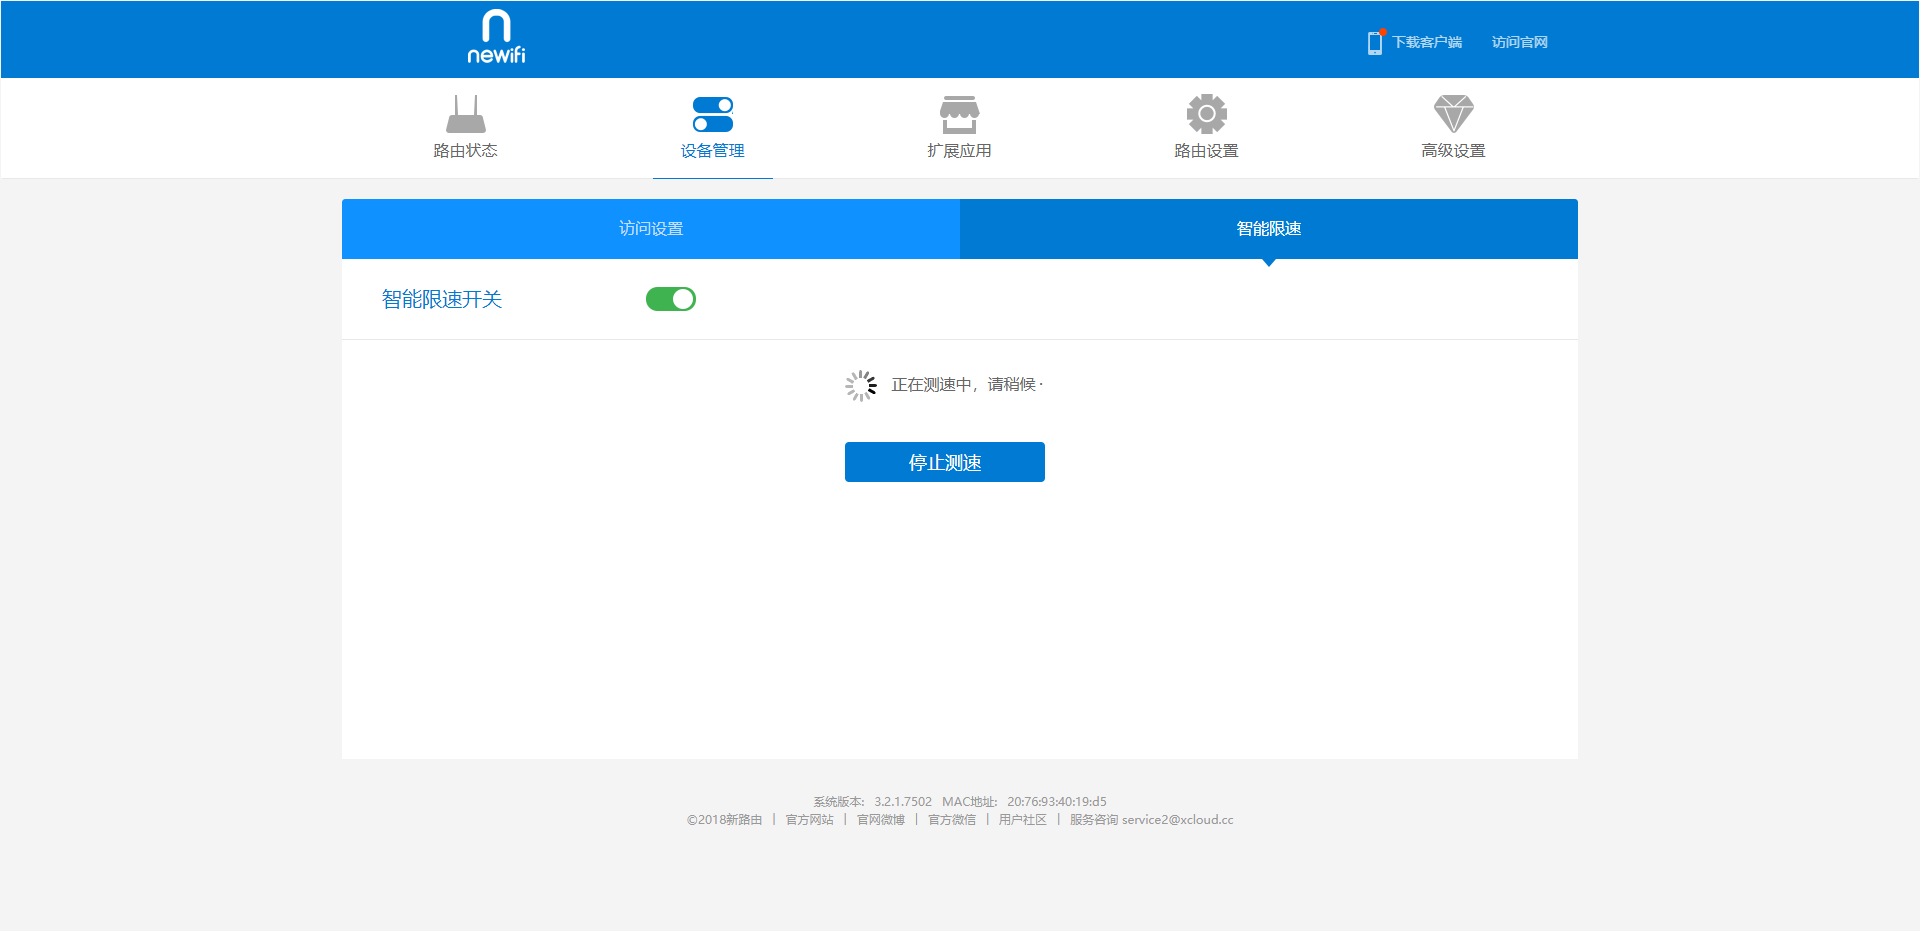 newifi
下载客户端 访问官网
路由状态 设备管理 扩展应用 路由设置 高级设置
访问设置 智能限速
智能限速开关
正在测速中，请稍候·
停止测速
系统版本: 3.2.1.7502 MAC地址: 20:76:93:40:19:d5
©2018新路由 | 官方网站 | 官网微博 | 官方微信 | 用户社区 | 服务咨询 service2@xcloud.cc